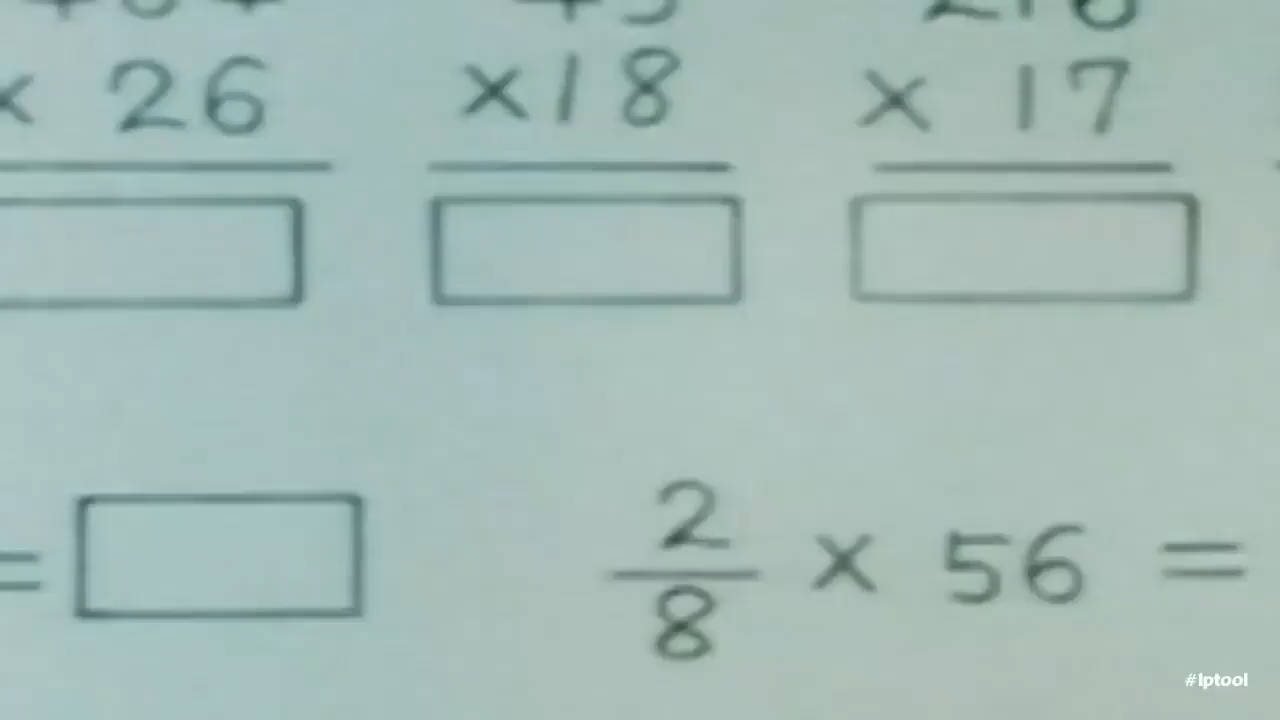 × 26 ×18 × 17
= 2/8 × 56 =
#lptool